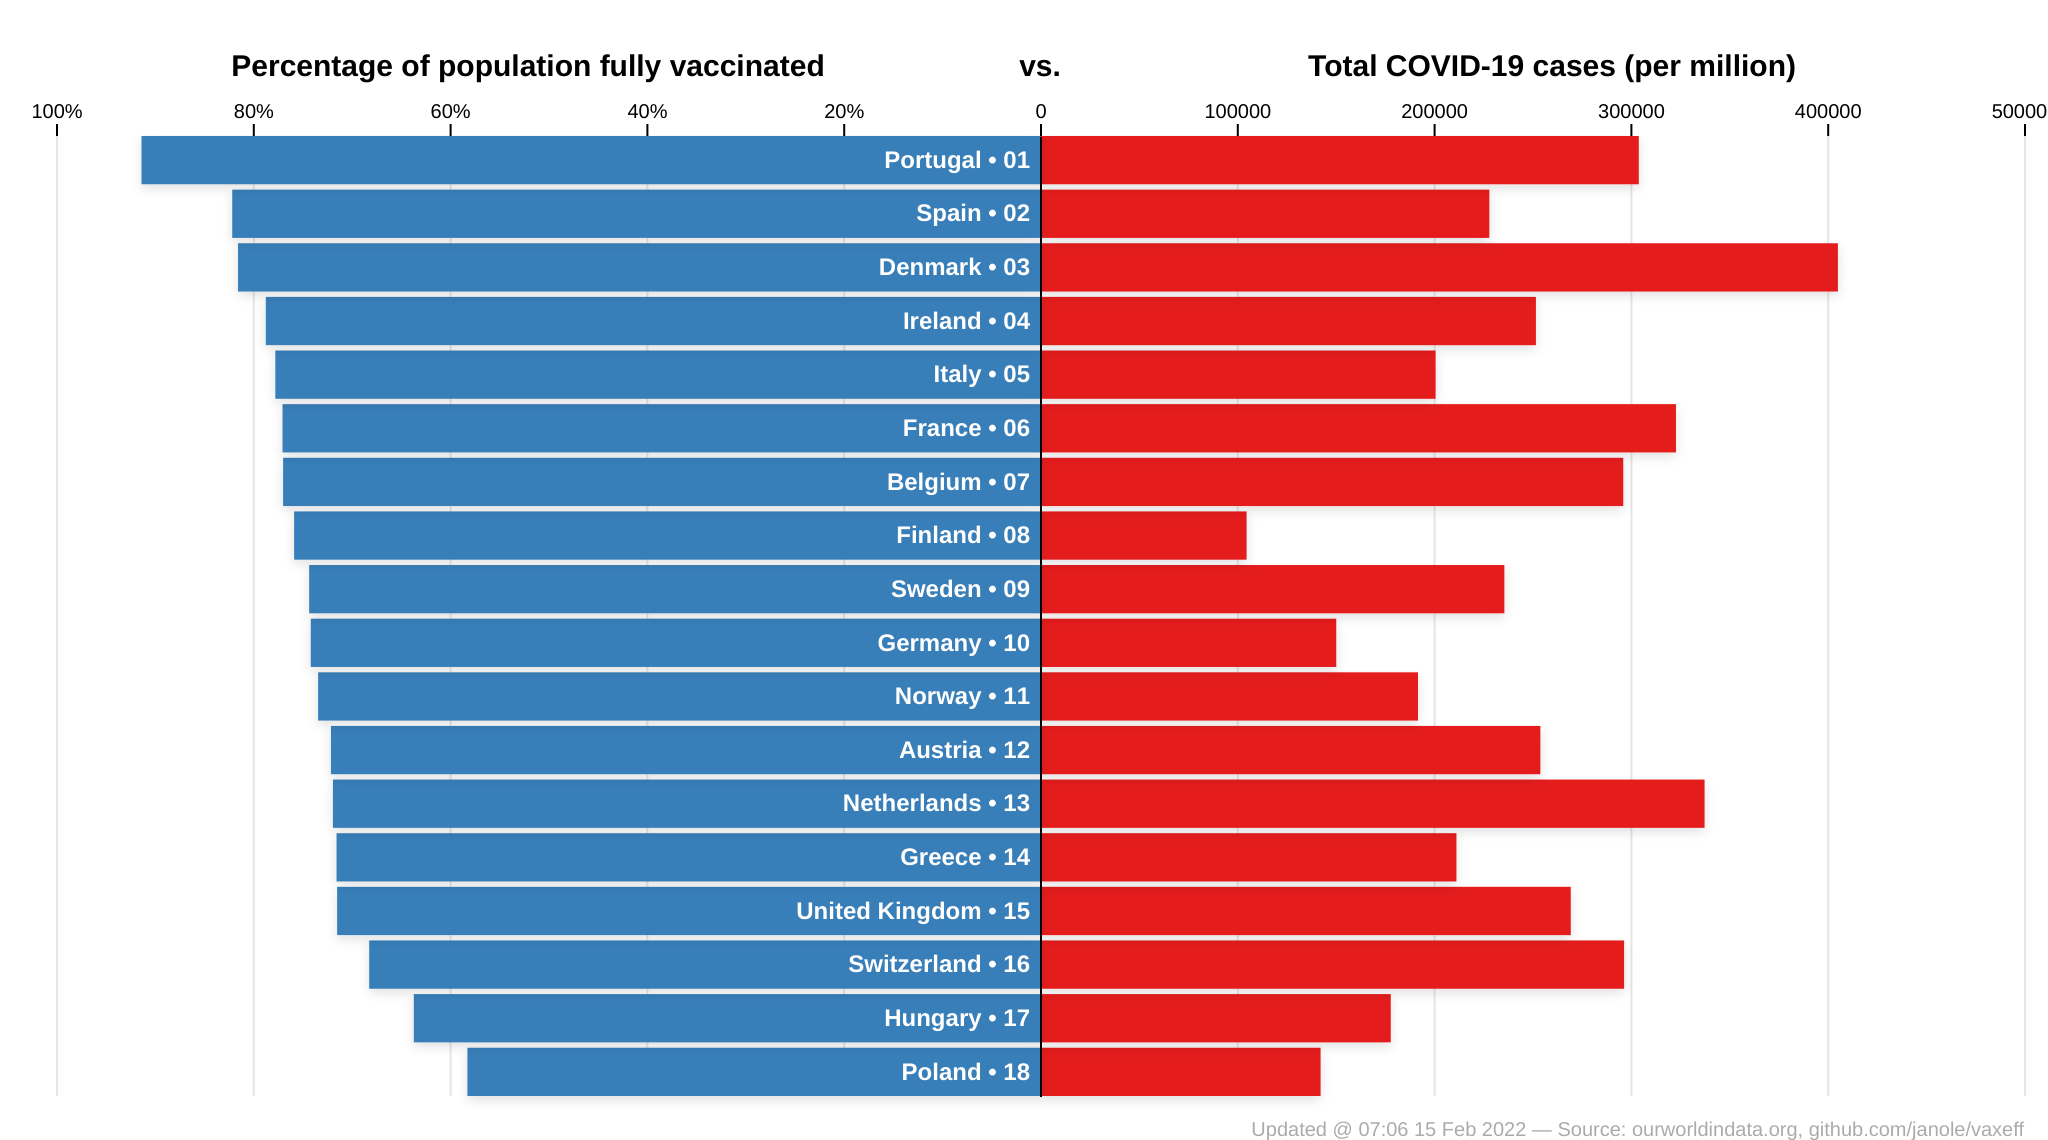 Percentage of population fully vaccinated vs. Total COVID-19 cases (per million)
100% 80% 60% 40% 20% 0 100000 200000 300000 400000 50000
Portugal • 01
Spain • 02
Denmark • 03
Ireland • 04
Italy • 05
France • 06
Belgium • 07
Finland • 08
Sweden • 09
Germany • 10
Norway • 11
Austria • 12
Netherlands • 13
Greece • 14
United Kingdom • 15
Switzerland • 16
Hungary • 17
Poland • 18
Updated @ 07:06 15 Feb 2022 — Source: ourworldindata.org, github.com/janole/vaxeff